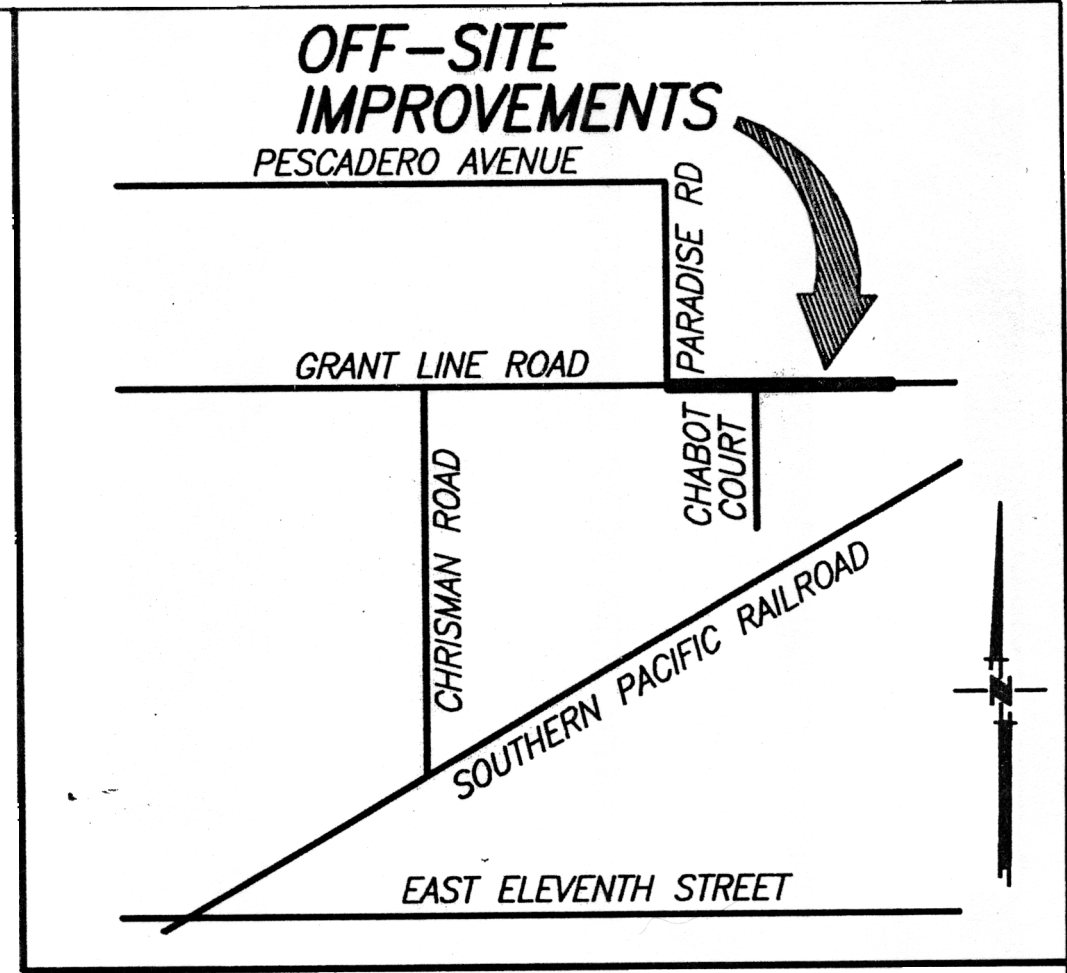 OFF-SITE
IMPROVEMENTS
PESCADERO AVENUE
PARADISE RD
GRANT LINE ROAD
CHABOT
COURT
CHRISMAN ROAD
SOUTHERN PACIFIC RAILROAD
N
EAST ELEVENTH STREET